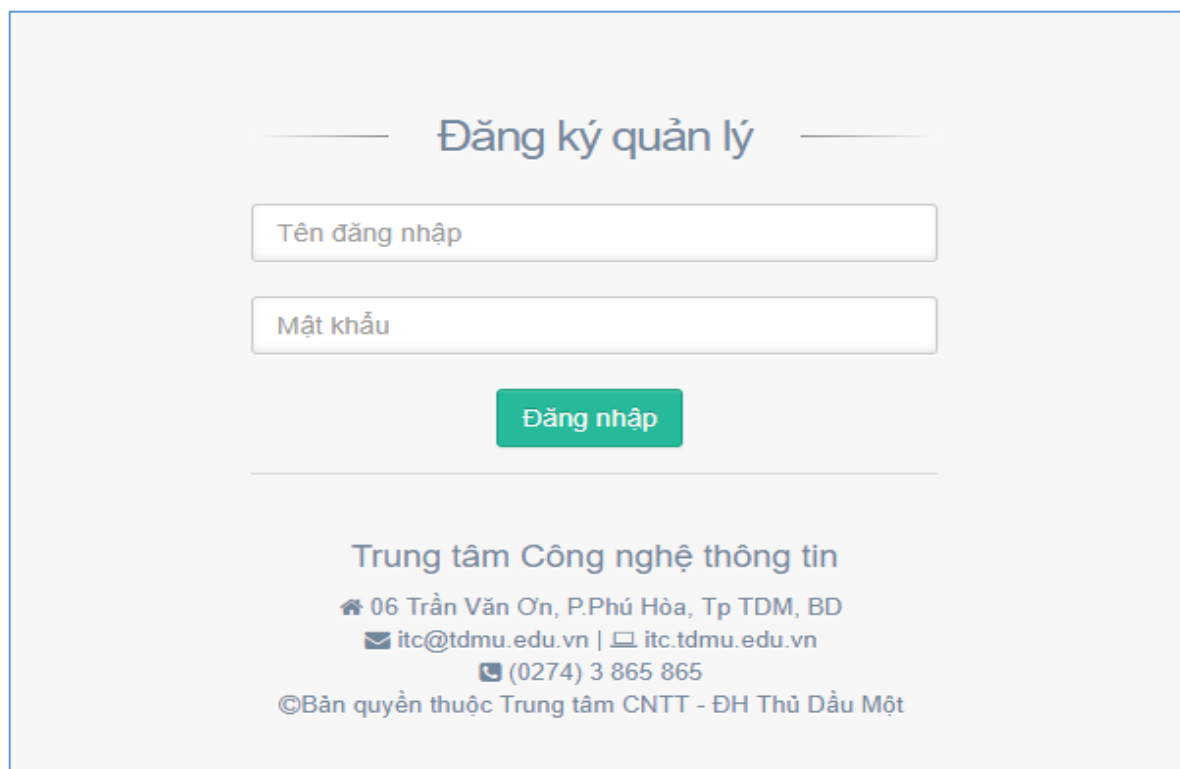 Đăng ký quản lý
Tên đăng nhập
Mật khẩu
Đăng nhập
Trung tâm Công nghệ thông tin
06 Trần Văn Ơn, P.Phú Hòa, Tp TDM, BD
itc@tdmu.edu.vn | itc.tdmu.edu.vn
(0274) 3 865 865
©Bản quyền thuộc Trung tâm CNTT - ĐH Thủ Dầu Một